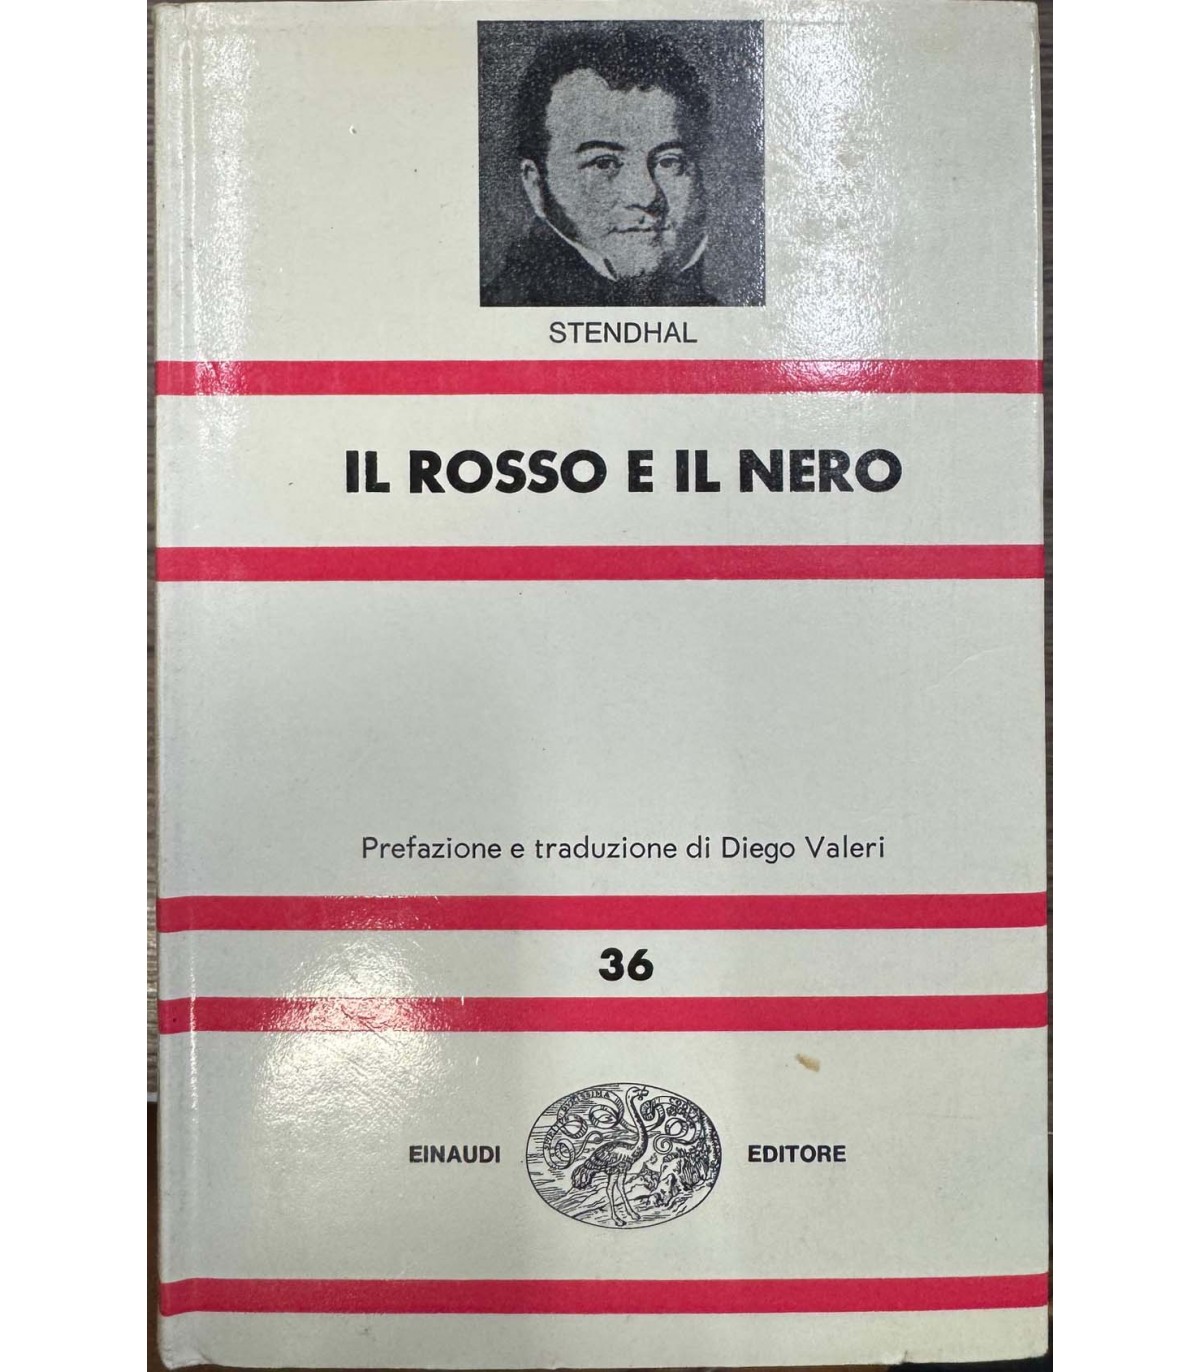 STENDHAL
IL ROSSO E IL NERO
Prefazione e traduzione di Diego Valeri
36
EINAUDI
EDITORE